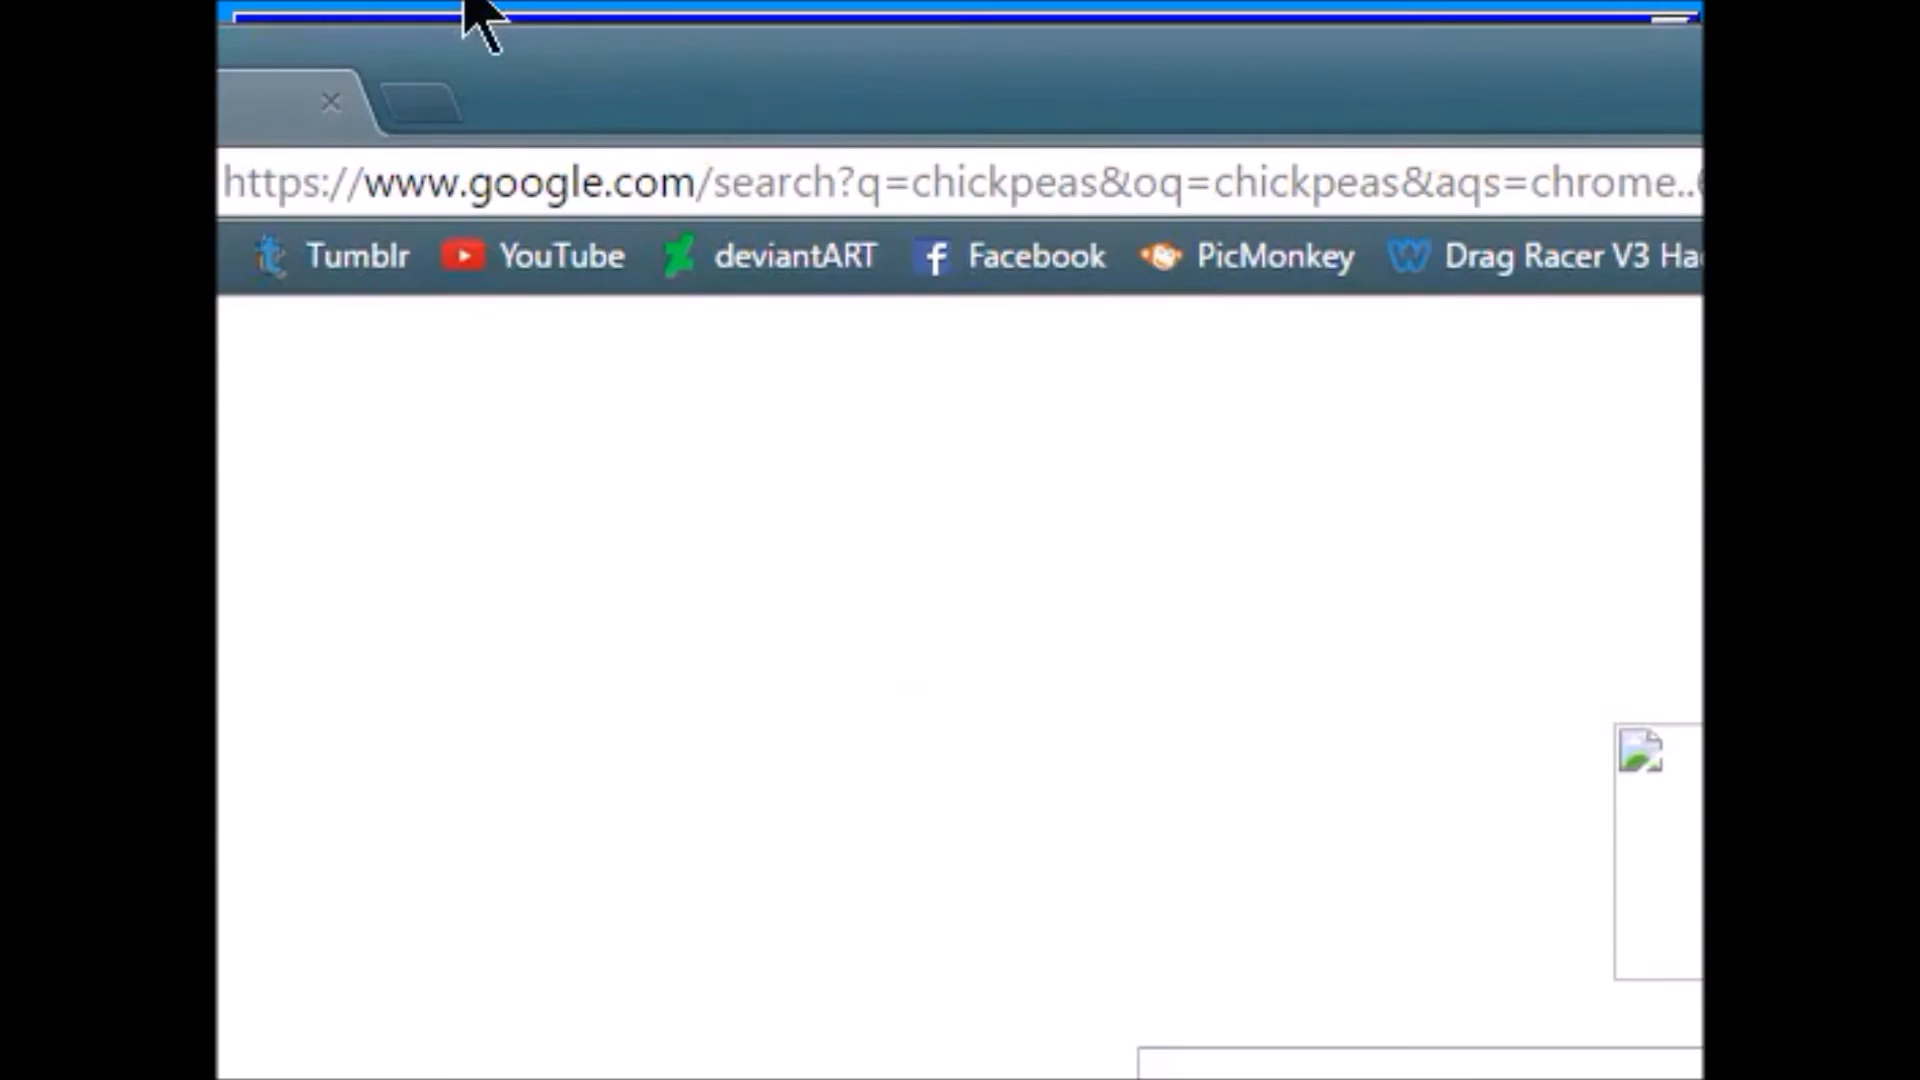 https://www.google.com/search?q=chickpeas&oq=chickpeas&aqs=chrome..
Tumblr YouTube deviantART Facebook PicMonkey Drag Racer V3 Ha